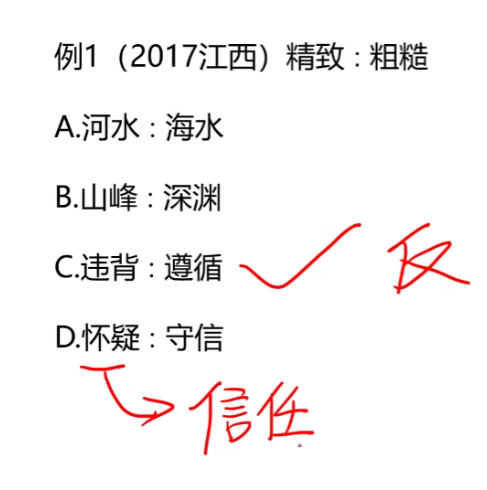 例1（2017江西）精致：粗糙
A.河水：海水
B.山峰：深渊
C.违背：遵循 反
D.怀疑：守信
信任